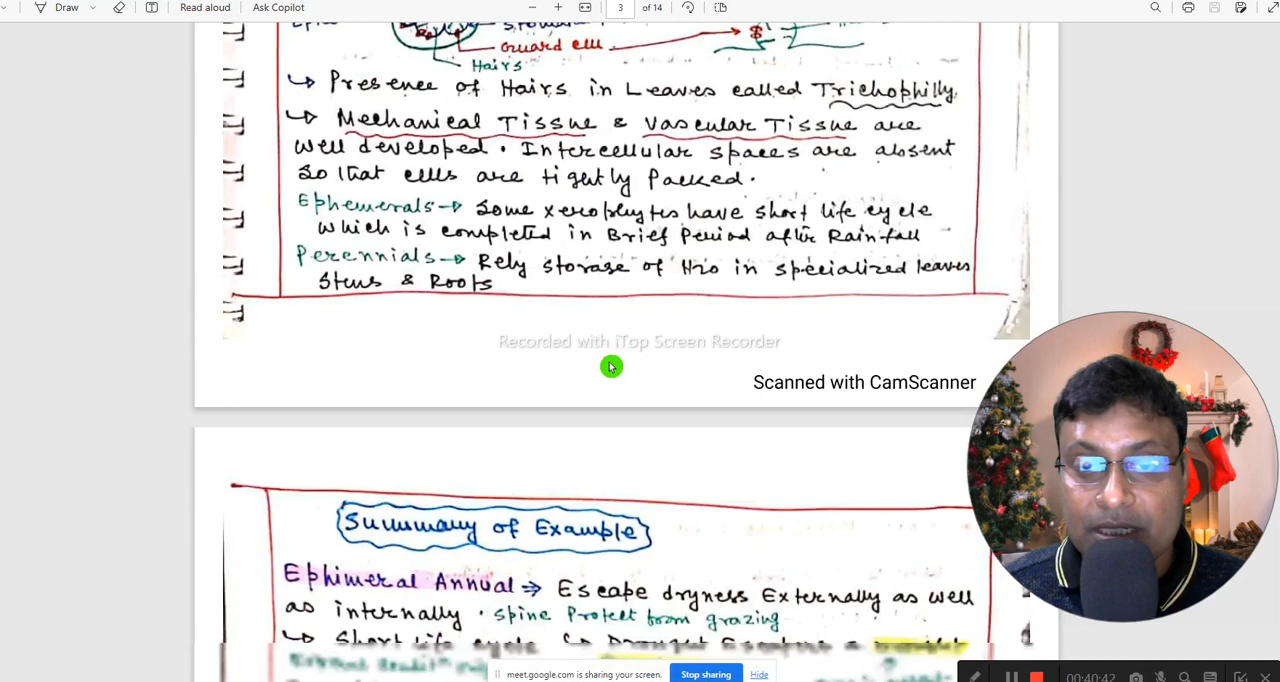 Draw
Read aloud
Ask Copilot
3
of 14
Guard cell
Hairs
↳ Presence of Hairs in Leaves called Trichophilly
↳ Mechanical Tissue & Vascular Tissue are
well developed. Intercellular spaces are absent
so that cells are tightly Packed.
Ephemerals → Some xerophytes have short life cycle
which is completed in Brief Period after Rainfall
Perennials → Rely storage of H2O in specialized leaves
Stems & Roots
Recorded with iTop Screen Recorder
Scanned with CamScanner
Summary of Example
Ephimeral Annual ⇒ Escape dryness Externally as well
as internally. Spine Protect from grazing
↳ Short life cycle ↳ Drought
meet.google.com is sharing your screen.
Stop sharing
Hide
00:40:42